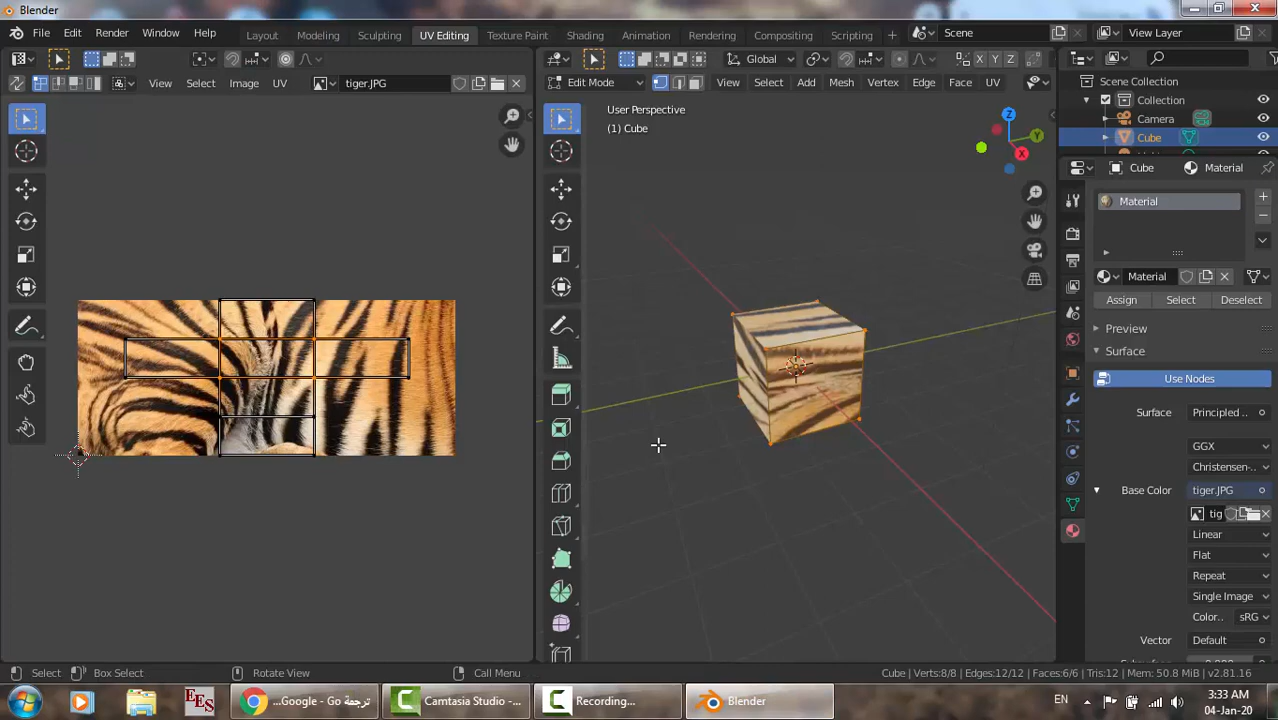 Blender
File Edit Render Window Help Layout Modeling Sculpting UV Editing Texture Paint Shading Animation Rendering Compositing Scripting Scene View Layer
Global X Y Z
View Select Image UV tiger.JPG Edit Mode View Select Add Mesh Vertex Edge Face UV
Scene Collection
Collection
Camera
Cube
User Perspective
(1) Cube
Z
Y
X
Cube Material
Material
Material
Assign Select Deselect
Preview
Surface
Use Nodes
Surface Principled ..
GGX
Christensen-..
Base Color tiger.JPG
tig
Linear
Flat
Repeat
Single Image
Color.. sRG
Vector Default
Select Box Select Rotate View Call Menu Cube | Verts:8/8 | Edges:12/12 | Faces:6/6 | Tris:12 | Mem: 50.8 MiB | v2.81.16
EES ...Google - Go ترجمة Camtasia Studio -... Recording... Blender EN 3:33 AM
04-Jan-20